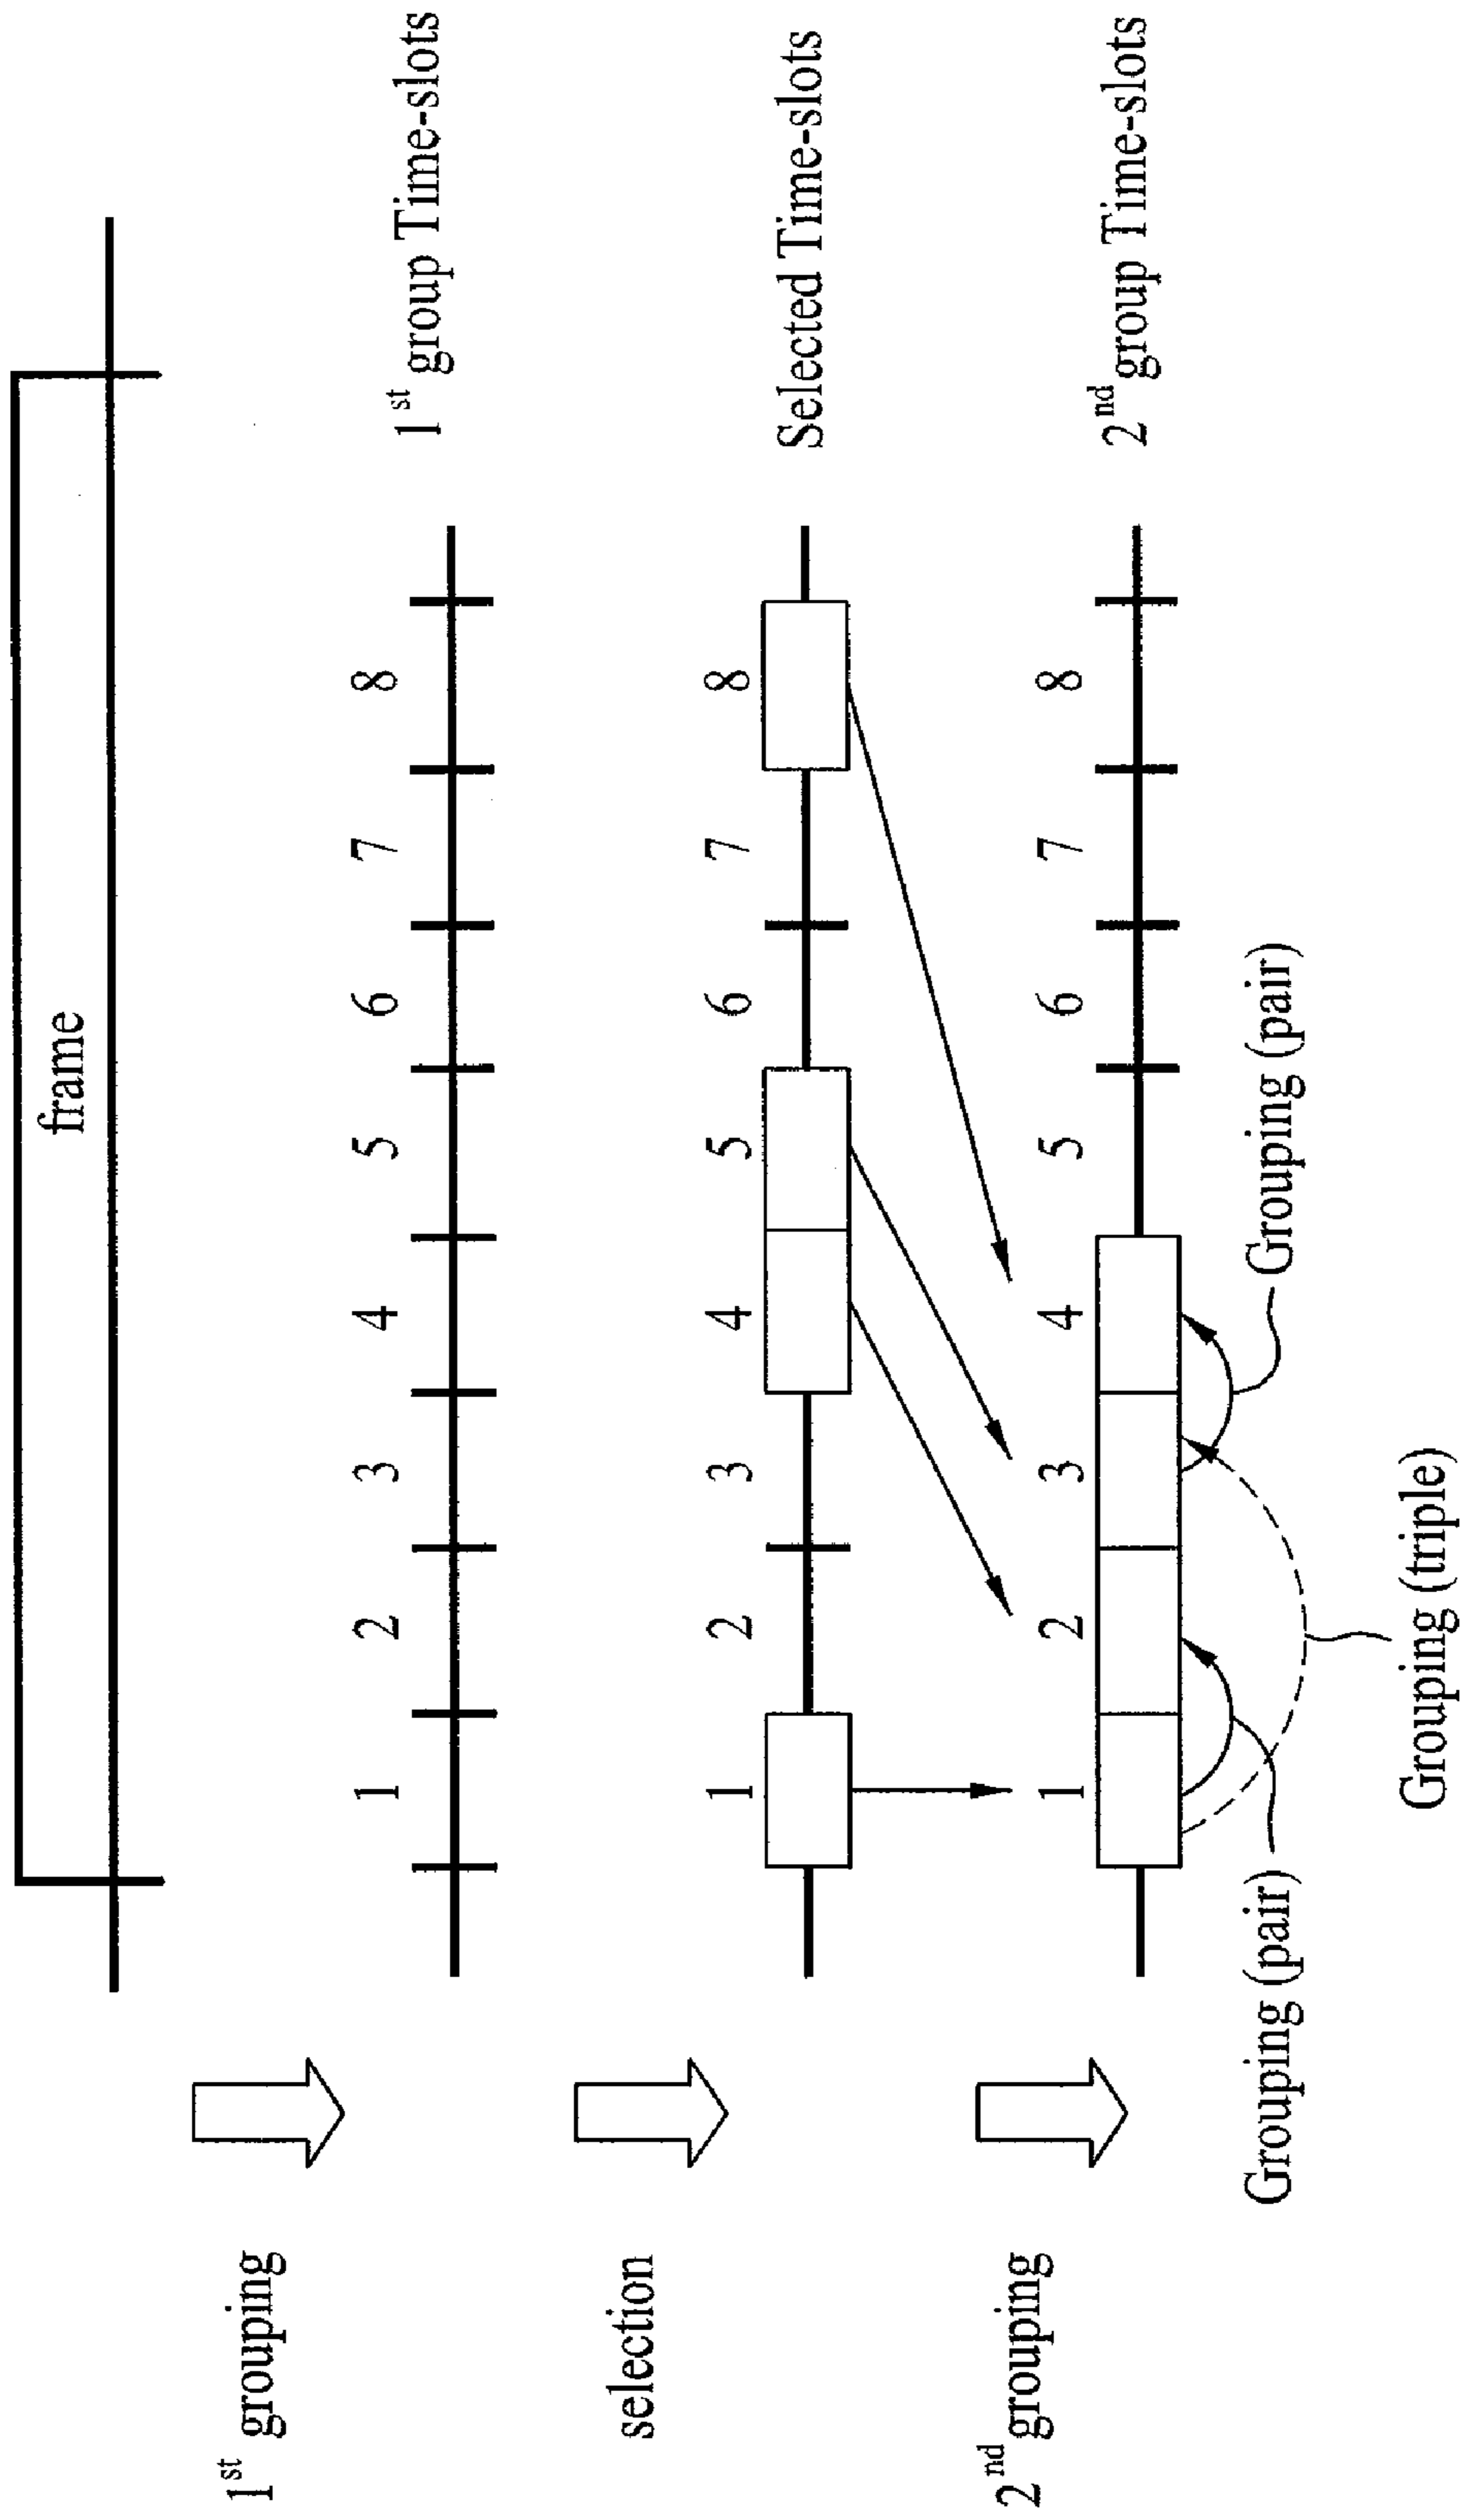 frame
1st grouping
1 2 3 4 5 6 7 8
1st group Time-slots
selection
1 2 3 4 5 6 7 8
Selected Time-slots
2nd grouping
1 2 3 4 5 6 7 8
2nd group Time-slots
Grouping (pair)
Grouping (pair)
Grouping (triple)